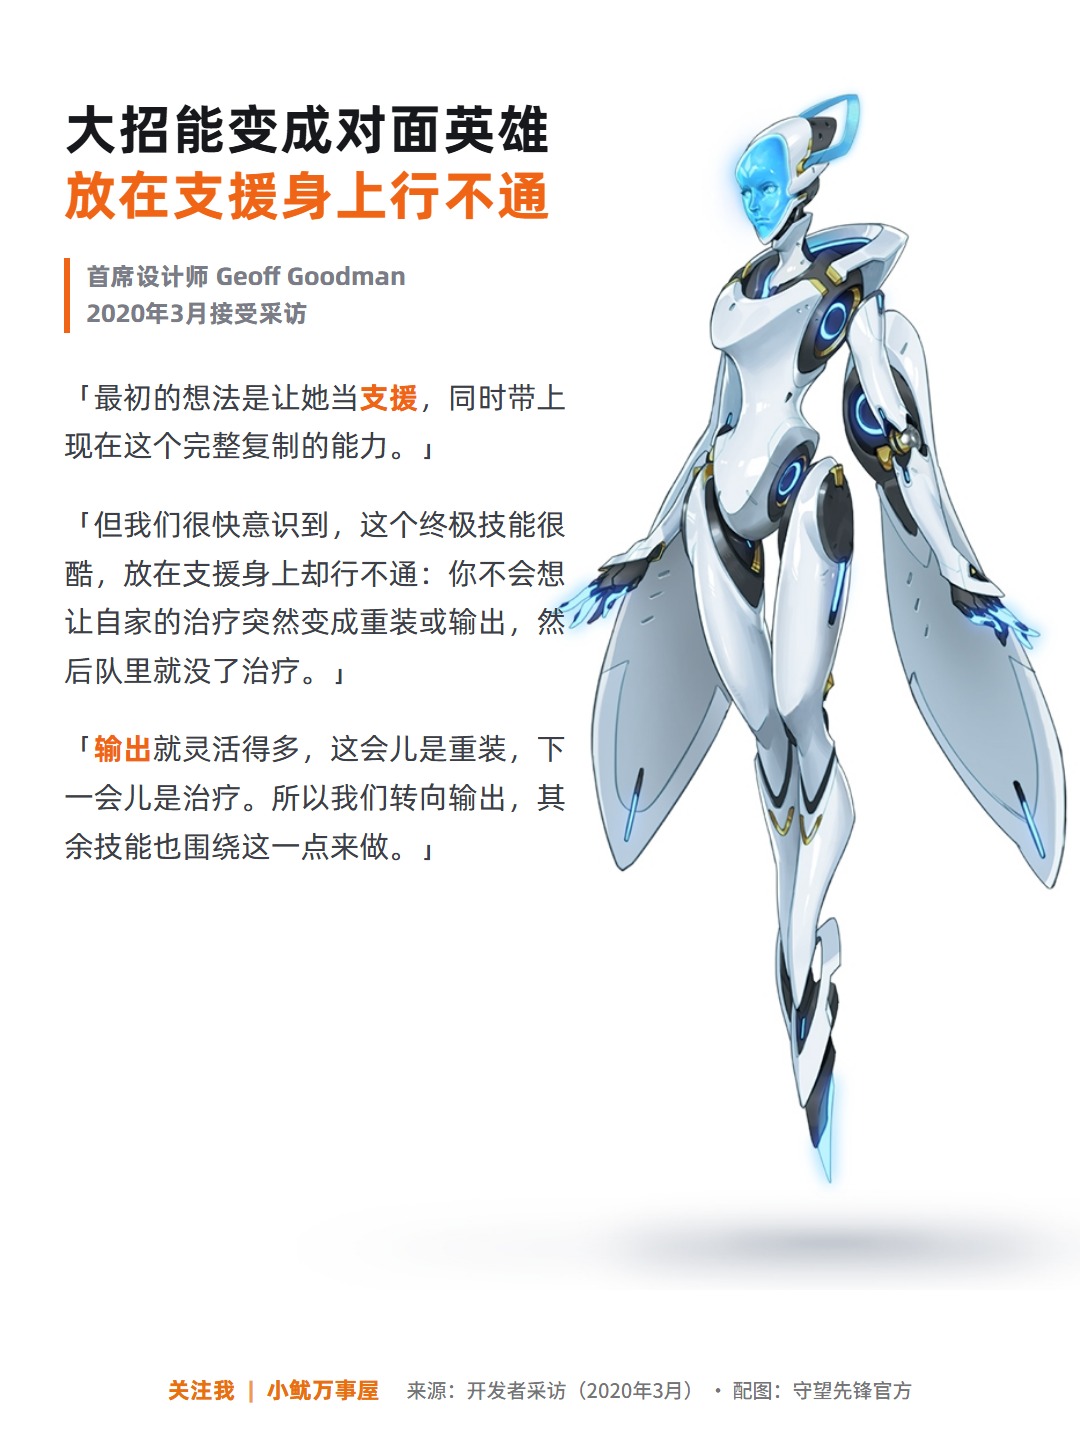 大招能变成对面英雄
放在支援身上行不通
首席设计师 Geoff Goodman
2020年3月接受采访
「最初的想法是让她当支援，同时带上
现在这个完整复制的能力。」
「但我们很快意识到，这个终极技能很
酷，放在支援身上却行不通：你不会想
让自家的治疗突然变成重装或输出，然
后队里就没了治疗。」
「输出就灵活得多，这会儿是重装，下
一会儿是治疗。所以我们转向输出，其
余技能也围绕这一点来做。」
关注我 | 小鱿万事屋 来源：开发者采访（2020年3月） · 配图：守望先锋官方